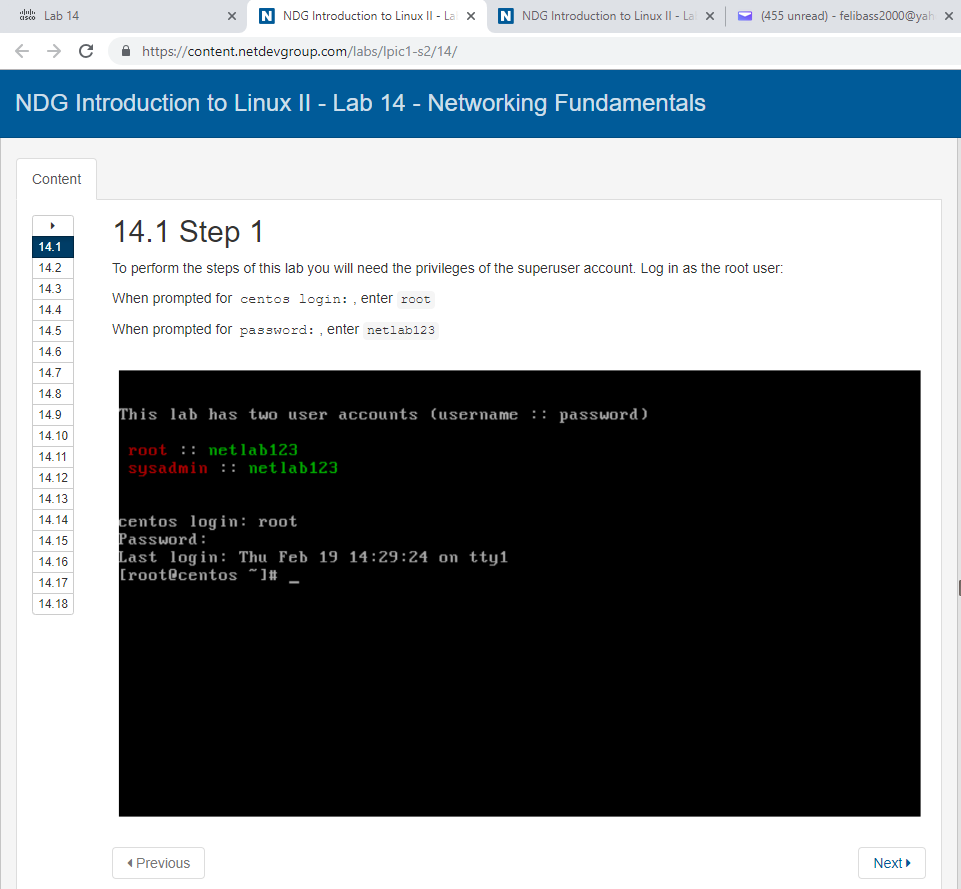 Lab 14
NDG Introduction to Linux II - La
NDG Introduction to Linux II - La
(455 unread) - felibass2000@yah
https://content.netdevgroup.com/labs/lpic1-s2/14/
NDG Introduction to Linux II - Lab 14 - Networking Fundamentals
Content
14.1
14.2
14.3
14.4
14.5
14.6
14.7
14.8
14.9
14.10
14.11
14.12
14.13
14.14
14.15
14.16
14.17
14.18
14.1 Step 1
To perform the steps of this lab you will need the privileges of the superuser account. Log in as the root user:
When prompted for centos login: , enter root
When prompted for password: , enter netlab123
This lab has two user accounts (username :: password)
root :: netlab123
sysadmin :: netlab123
centos login: root
Password:
Last login: Thu Feb 19 14:29:24 on tty1
[root@centos ~]# _
Previous
Next